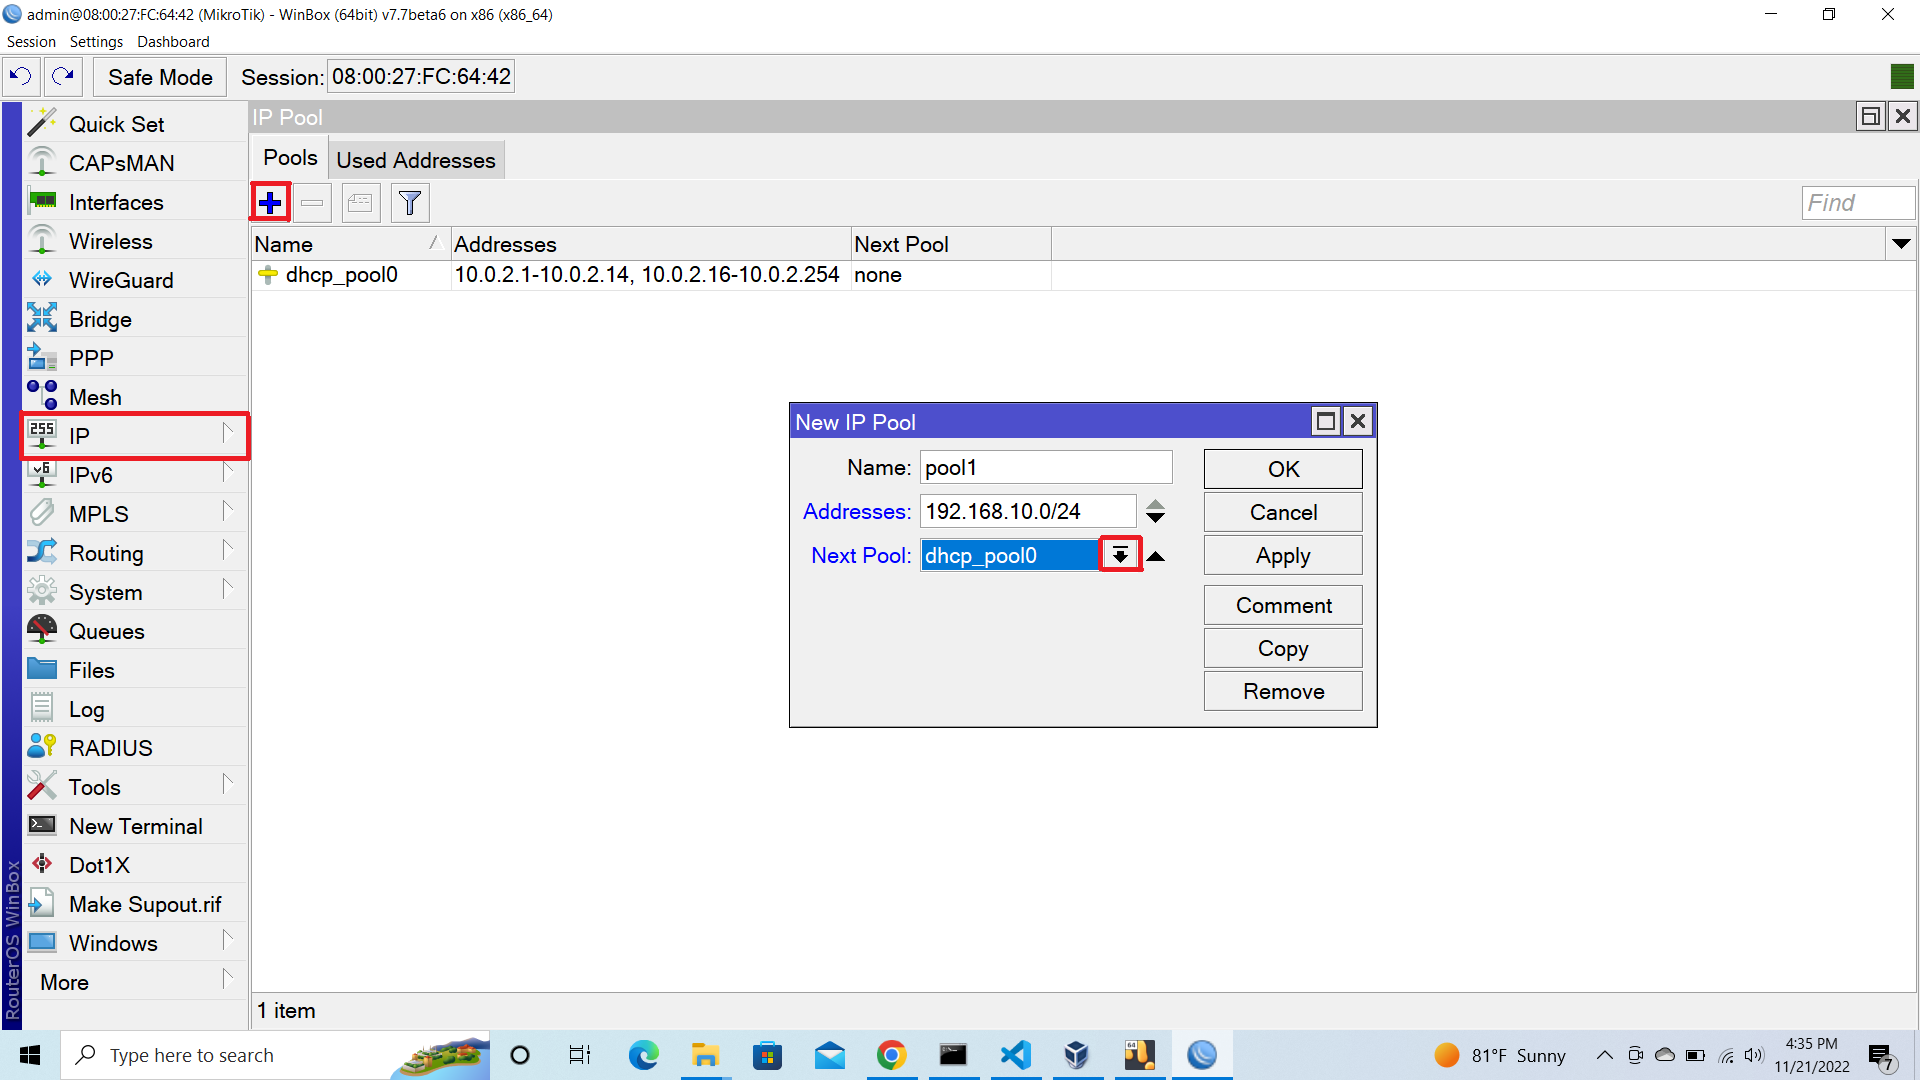 admin@08:00:27:FC:64:42 (MikroTik) - WinBox (64bit) v7.7beta6 on x86 (x86_64)
Session Settings Dashboard
Safe Mode Session: 08:00:27:FC:64:42
Quick Set
CAPsMAN
Interfaces
Wireless
WireGuard
Bridge
PPP
Mesh
255 IP
v6 IPv6
MPLS
Routing
System
Queues
Files
Log
RADIUS
Tools
New Terminal
Dot1X
Make Supout.rif
Windows
More
RouterOS WinBox
IP Pool
Pools Used Addresses
Find
Name Addresses Next Pool
dhcp_pool0 10.0.2.1-10.0.2.14, 10.0.2.16-10.0.2.254 none
New IP Pool
Name: pool1
Addresses: 192.168.10.0/24
Next Pool: dhcp_pool0
OK
Cancel
Apply
Comment
Copy
Remove
1 item
Type here to search
64
81°F Sunny
4:35 PM
11/21/2022
7